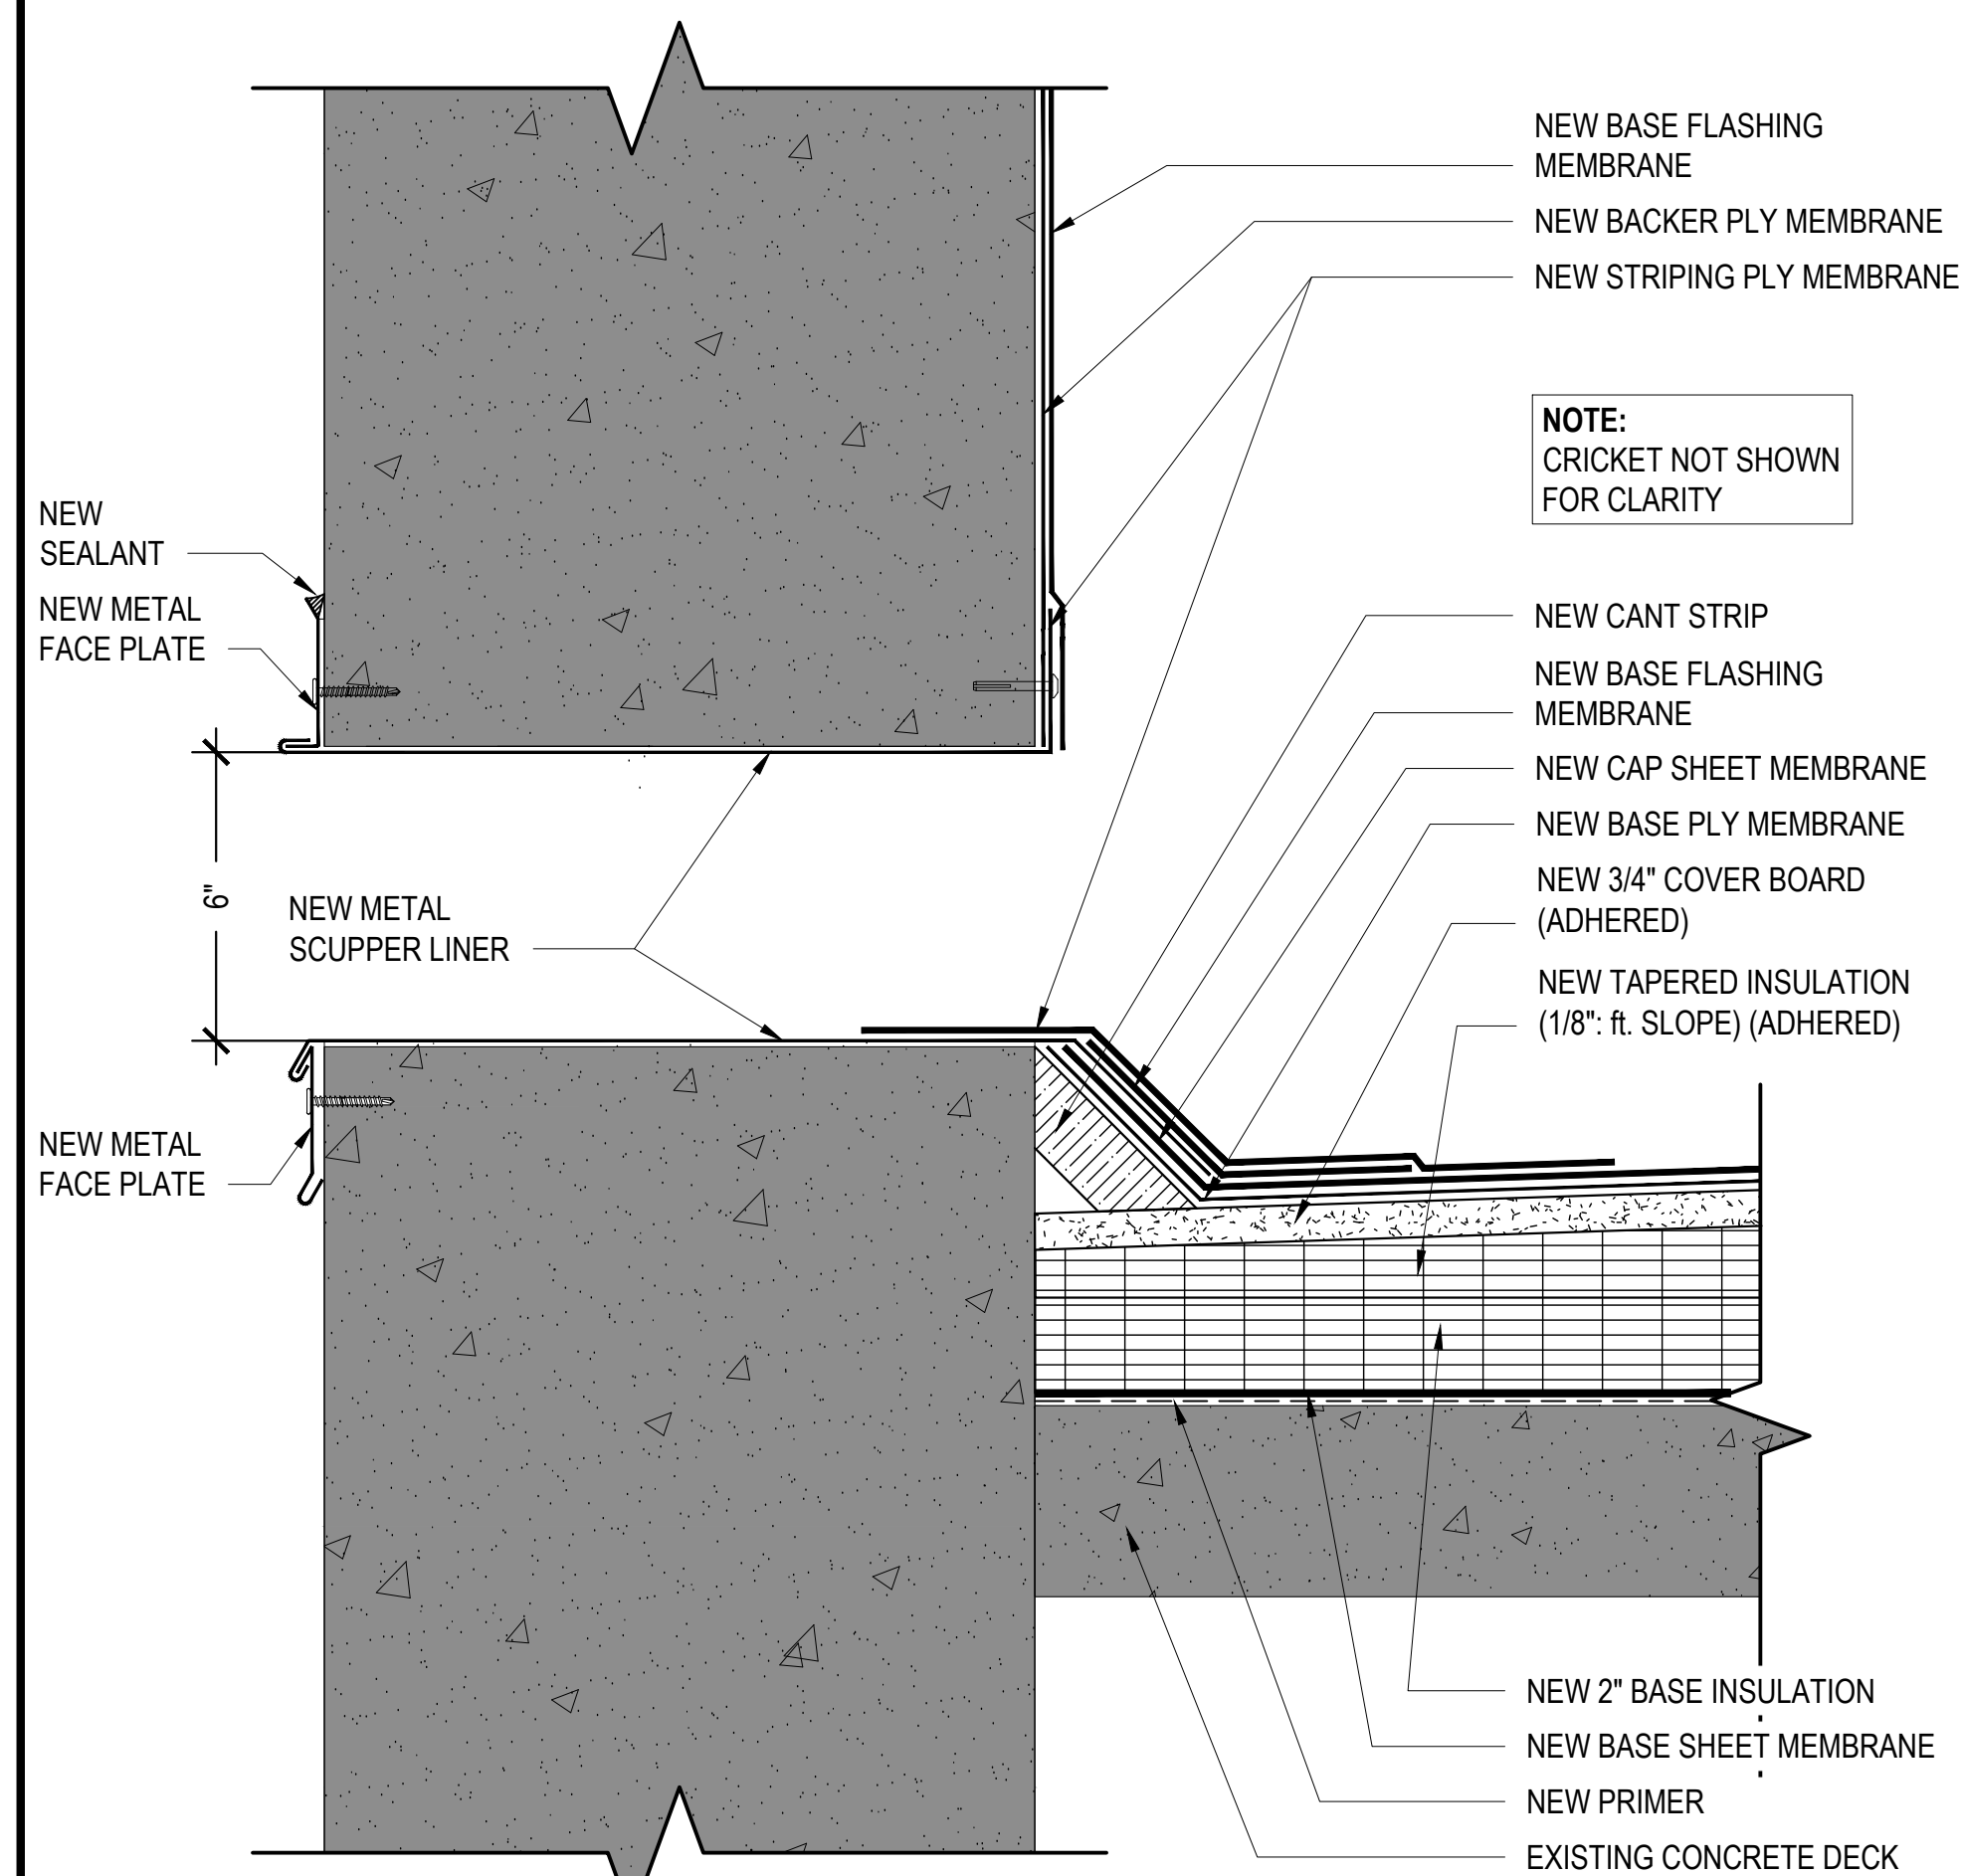 NEW BASE FLASHING
MEMBRANE
NEW BACKER PLY MEMBRANE
NEW STRIPING PLY MEMBRANE
NOTE:
CRICKET NOT SHOWN
FOR CLARITY
NEW
SEALANT
NEW METAL
FACE PLATE
NEW CANT STRIP
NEW BASE FLASHING
MEMBRANE
NEW CAP SHEET MEMBRANE
NEW BASE PLY MEMBRANE
NEW 3/4" COVER BOARD
(ADHERED)
6"
NEW METAL
SCUPPER LINER
NEW TAPERED INSULATION
(1/8": ft. SLOPE) (ADHERED)
NEW METAL
FACE PLATE
NEW 2" BASE INSULATION
NEW BASE SHEET MEMBRANE
NEW PRIMER
EXISTING CONCRETE DECK